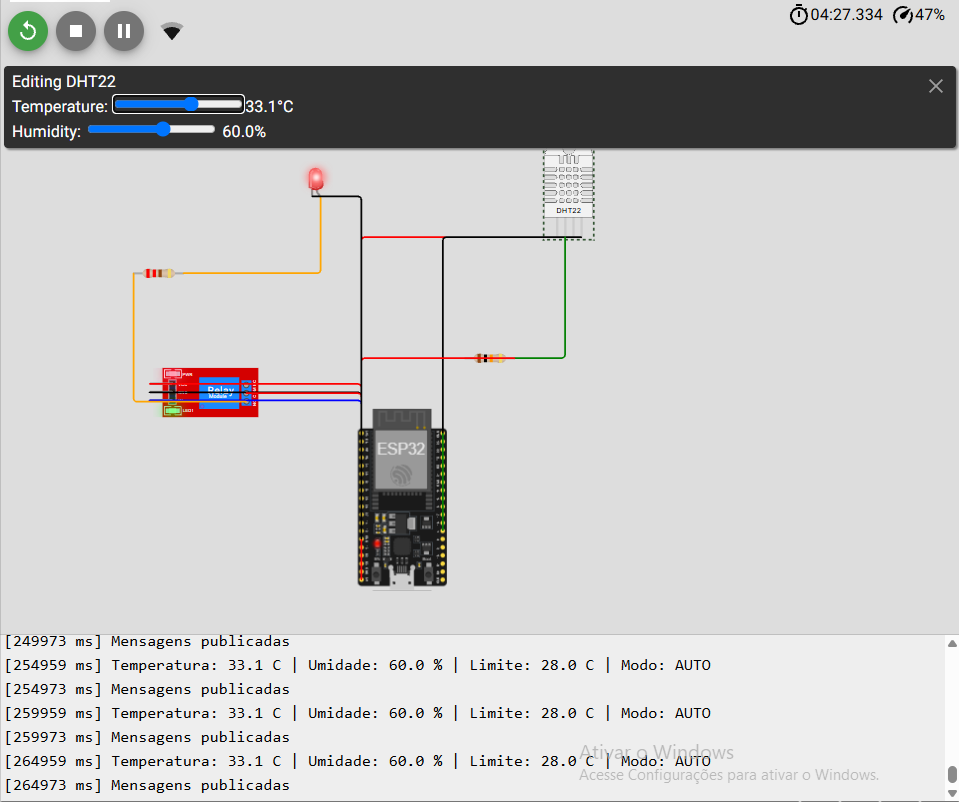 04:27.334 47%
Editing DHT22
Temperature: 33.1°C
Humidity: 60.0%
DHT22
PWR
Relay
Module
LED1
ESP32
[249973 ms] Mensagens publicadas
[254959 ms] Temperatura: 33.1 C | Umidade: 60.0 % | Limite: 28.0 C | Modo: AUTO
[254973 ms] Mensagens publicadas
[259959 ms] Temperatura: 33.1 C | Umidade: 60.0 % | Limite: 28.0 C | Modo: AUTO
[259973 ms] Mensagens publicadas
[264959 ms] Temperatura: 33.1 C | Umidade: 60.0 % | Limite: 28.0 C | Modo: AUTO
[264973 ms] Mensagens publicadas
Ativar o Windows
Acesse Configurações para ativar o Windows.